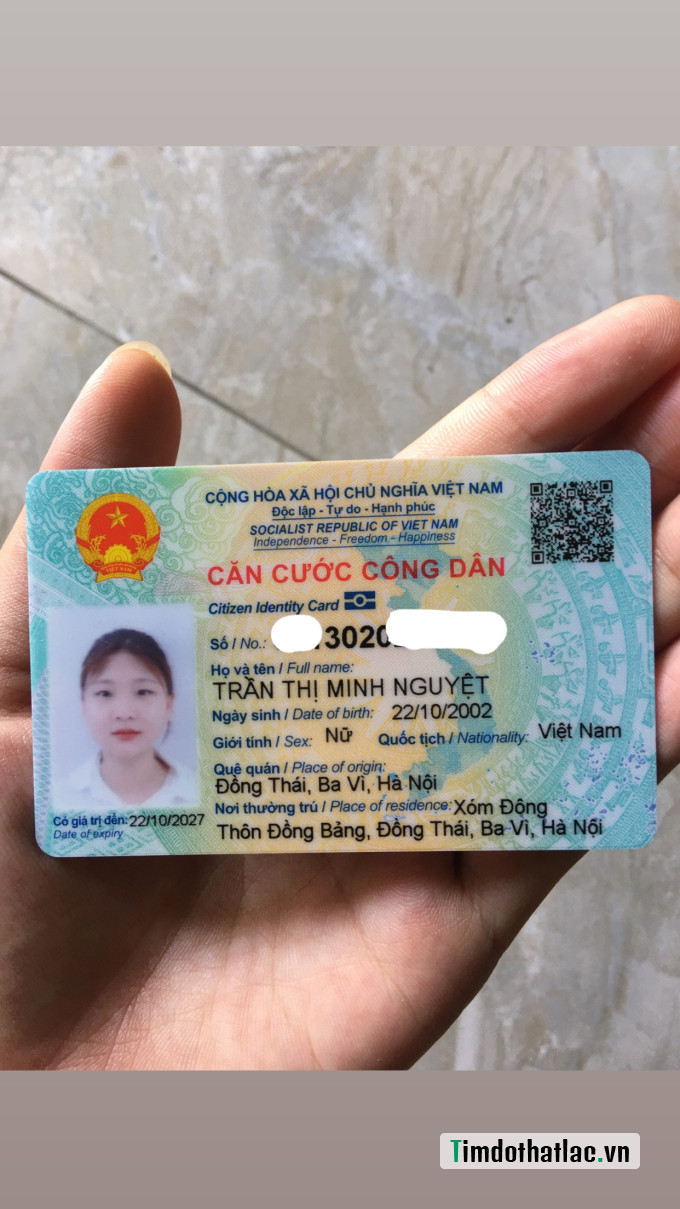 CỘNG HÒA XÃ HỘI CHỦ NGHĨA VIỆT NAM
Độc lập - Tự do - Hạnh phúc
SOCIALIST REPUBLIC OF VIET NAM
Independence - Freedom - Happiness
CĂN CƯỚC CÔNG DÂN
Citizen Identity Card
Số / No.: 3020
Họ và tên / Full name:
TRẦN THỊ MINH NGUYỆT
Ngày sinh / Date of birth: 22/10/2002
Giới tính / Sex: Nữ Quốc tịch / Nationality: Việt Nam
Quê quán / Place of origin:
Đồng Thái, Ba Vì, Hà Nội
Nơi thường trú / Place of residence: Xóm Đông
Thôn Đồng Bảng, Đồng Thái, Ba Vì, Hà Nội
Có giá trị đến: 22/10/2027
Date of expiry
VIỆT NAM
Timdothatlac.vn